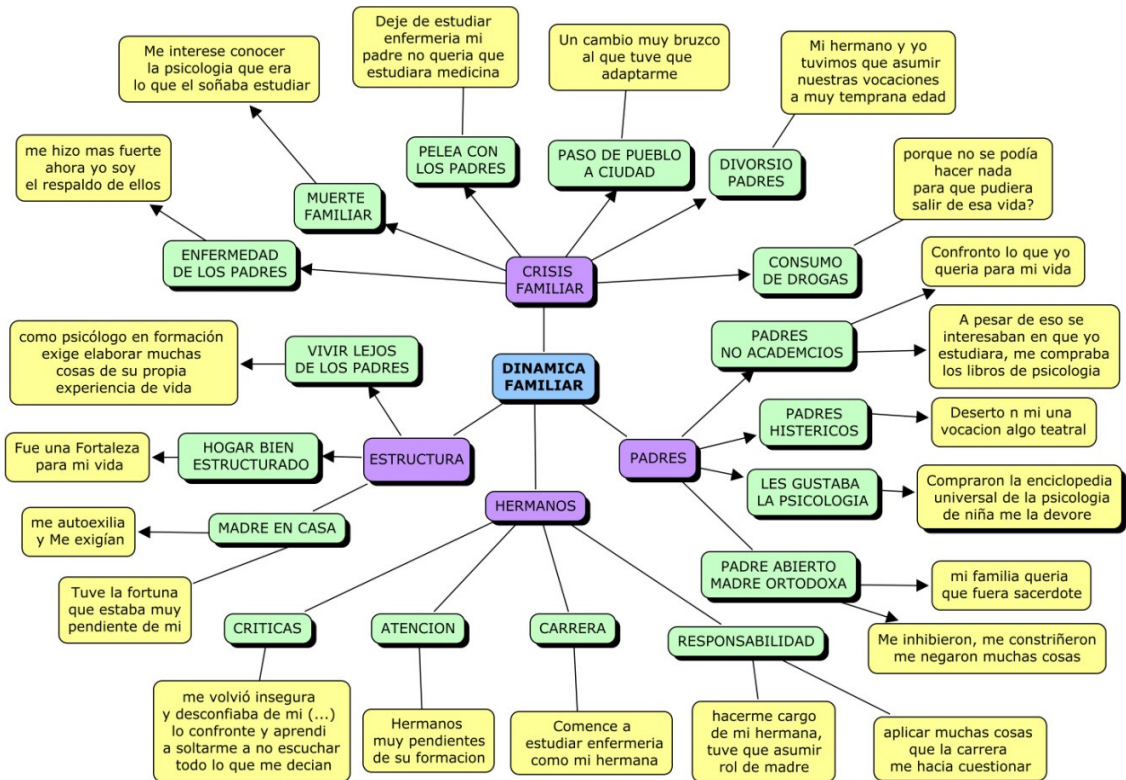 Deje de estudiar
enfermeria mi
padre no queria que
estudiara medicina
Un cambio muy bruzco
al que tuve que
adaptarme
Mi hermano y yo
tuvimos que asumir
nuestras vocaciones
a muy temprana edad
Me interese conocer
la psicologia que era
lo que el soñaba estudiar
me hizo mas fuerte
ahora yo soy
el respaldo de ellos
PELEA CON
LOS PADRES
PASO DE PUEBLO
A CIUDAD
DIVORSIO
PADRES
porque no se podía
hacer nada
para que pudiera
salir de esa vida?
MUERTE
FAMILIAR
ENFERMEDAD
DE LOS PADRES
CRISIS
FAMILIAR
CONSUMO
DE DROGAS
Confronto lo que yo
queria para mi vida
como psicólogo en formación
exige elaborar muchas
cosas de su propia
experiencia de vida
VIVIR LEJOS
DE LOS PADRES
DINAMICA
FAMILIAR
PADRES
NO ACADEMCIOS
A pesar de eso se
interesaban en que yo
estudiara, me compraba
los libros de psicologia
PADRES
HISTERICOS
Deserto n mi una
vocacion algo teatral
Fue una Fortaleza
para mi vida
HOGAR BIEN
ESTRUCTURADO
ESTRUCTURA
PADRES
LES GUSTABA
LA PSICOLOGIA
Compraron la enciclopedia
universal de la psicologia
de niña me la devore
HERMANOS
me autoexilia
y Me exigían
MADRE EN CASA
PADRE ABIERTO
MADRE ORTODOXA
mi familia queria
que fuera sacerdote
Tuve la fortuna
que estaba muy
pendiente de mi
CRITICAS
ATENCION
CARRERA
RESPONSABILIDAD
Me inhibieron, me constriñeron
me negaron muchas cosas
me volvió insegura
y desconfiaba de mi (...)
lo confronte y aprendi
a soltarme a no escuchar
todo lo que me decian
Hermanos
muy pendientes
de su formacion
Comence a
estudiar enfermeria
como mi hermana
hacerme cargo
de mi hermana,
tuve que asumir
rol de madre
aplicar muchas cosas
que la carrera
me hacia cuestionar